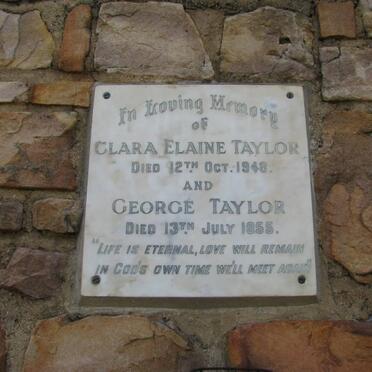 In Loving Memory
of
CLARA ELAINE TAYLOR
DIED 12TH OCT. 1948.
AND
GEORGE TAYLOR
DIED 13TH JULY 1955.
"LIFE IS ETERNAL, LOVE WILL REMAIN
IN GOD'S OWN TIME WE'LL MEET AGAIN"